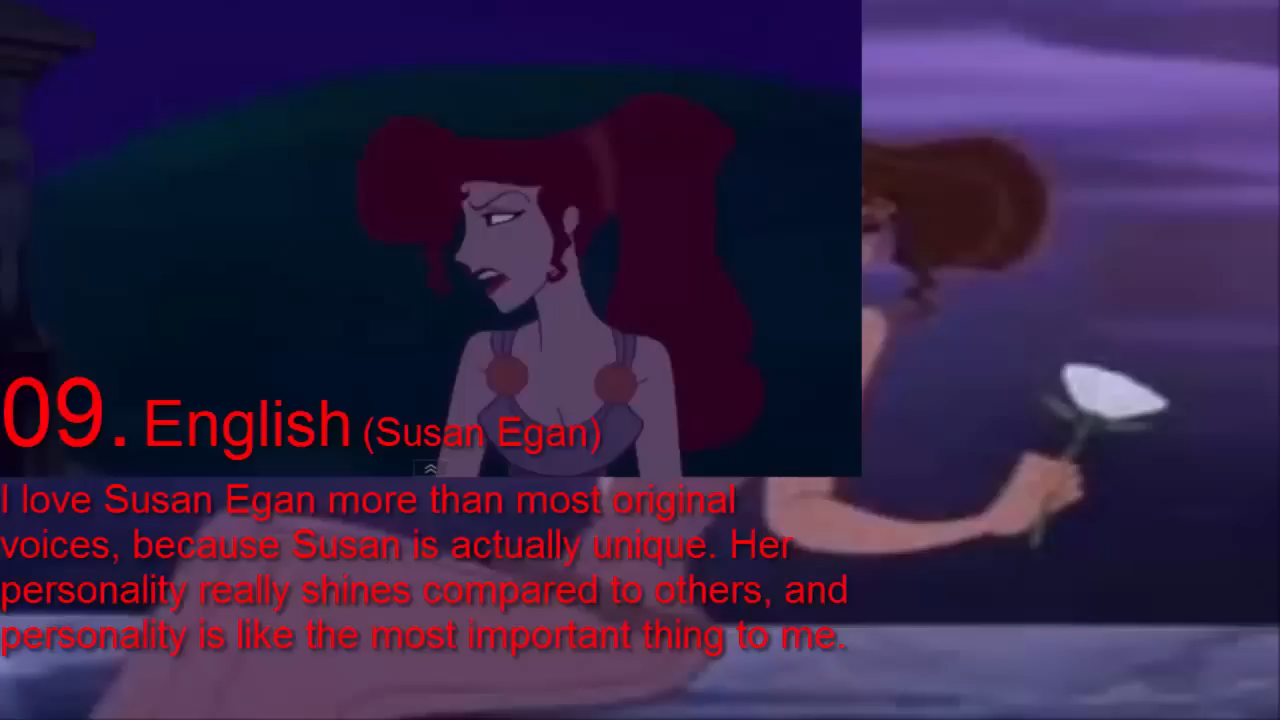 09. English (Susan Egan)
I love Susan Egan more than most original
voices, because Susan is actually unique. Her
personality really shines compared to others, and
personality is like the most important thing to me.